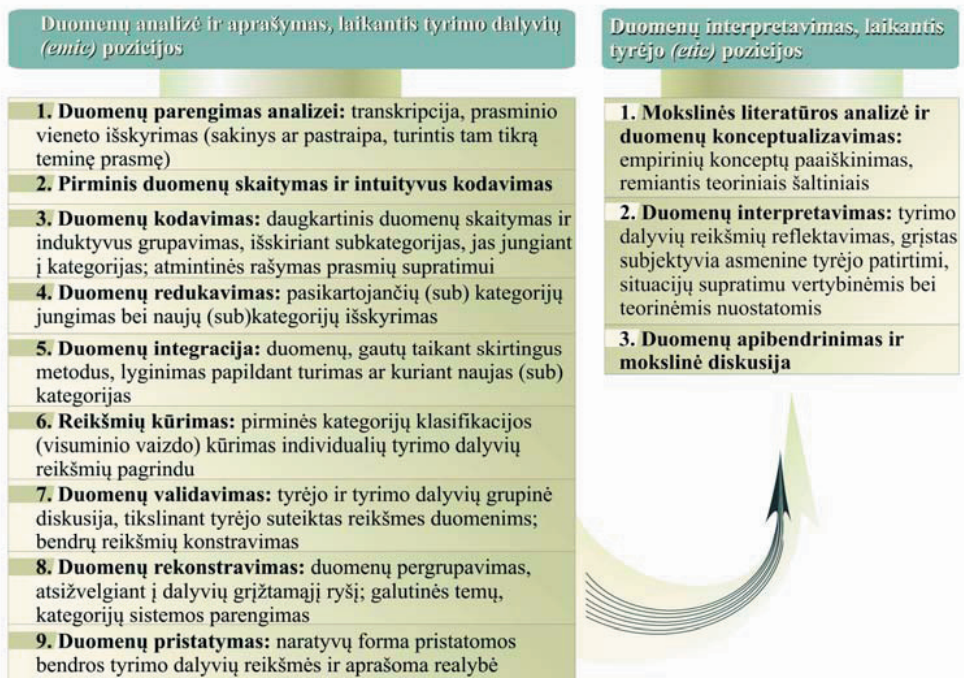 Duomenų analizė ir aprašymas, laikantis tyrimo dalyvių
(emic) pozicijos
1. Duomenų parengimas analizei: transkripcija, prasminio
vieneto išskyrimas (sakinys ar pastraipa, turintis tam tikrą
teminę prasmę)
2. Pirminis duomenų skaitymas ir intuityvus kodavimas
3. Duomenų kodavimas: daugkartinis duomenų skaitymas ir
induktyvus grupavimas, išskiriant subkategorijas, jas jungiant
į kategorijas; atmintinės rašymas prasmių supratimui
4. Duomenų redukavimas: pasikartojančių (sub) kategorijų
jungimas bei naujų (sub)kategorijų išskyrimas
5. Duomenų integracija: duomenų, gautų taikant skirtingus
metodus, lyginimas papildant turimas ar kuriant naujas (sub)
kategorijas
6. Reikšmių kūrimas: pirminės kategorijų klasifikacijos
(visuminio vaizdo) kūrimas individualių tyrimo dalyvių
reikšmių pagrindu
7. Duomenų validavimas: tyrėjo ir tyrimo dalyvių grupinė
diskusija, tikslinant tyrėjo suteiktas reikšmes duomenims;
bendrų reikšmių konstravimas
8. Duomenų rekonstravimas: duomenų pergrupavimas,
atsižvelgiant į dalyvių grįžtamąjį ryšį; galutinės temų,
kategorijų sistemos parengimas
9. Duomenų pristatymas: naratyvų forma pristatomos
bendros tyrimo dalyvių reikšmės ir aprašoma realybė
Duomenų interpretavimas, laikantis
tyrėjo (etic) pozicijos
1. Mokslinės literatūros analizė ir
duomenų konceptualizavimas:
empirinių konceptų paaiškinimas,
remiantis teoriniais šaltiniais
2. Duomenų interpretavimas: tyrimo
dalyvių reikšmių reflektavimas, grįstas
subjektyvia asmenine tyrėjo patirtimi,
situacijų supratimu vertybinėmis bei
teorinėmis nuostatomis
3. Duomenų apibendrinimas ir
mokslinė diskusija